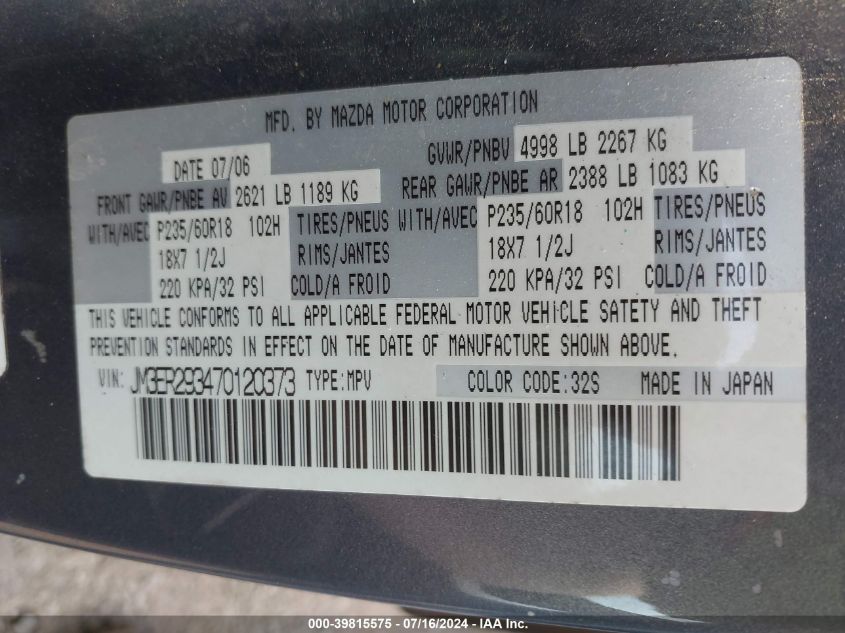 MFD. BY MAZDA MOTOR CORPORATION
DATE 07/06 GVWR/PNBV 4998 LB 2267 KG
FRONT GAWR/PNBE AV 2621 LB 1189 KG REAR GAWR/PNBE AR 2388 LB 1083 KG
WITH/AVEC P235/60R18 102H TIRES/PNEUS WITH/AVEC P235/60R18 102H TIRES/PNEUS
18X7 1/2J RIMS/JANTES 18X7 1/2J RIMS/JANTES
220 KPA/32 PSI COLD/A FROID 220 KPA/32 PSI COLD/A FROID
THIS VEHICLE CONFORMS TO ALL APPLICABLE FEDERAL MOTOR VEHICLE SATETY AND THEFT
PREVENTION STANDARDS IN EFFECT ON THE DATE OF MANUFACTURE SHOWN ABOVE.
VIN: JM3ER293470120373 TYPE:MPV COLOR CODE:32S MADE IN JAPAN
000-39815575 - 07/16/2024 - IAAI.COM